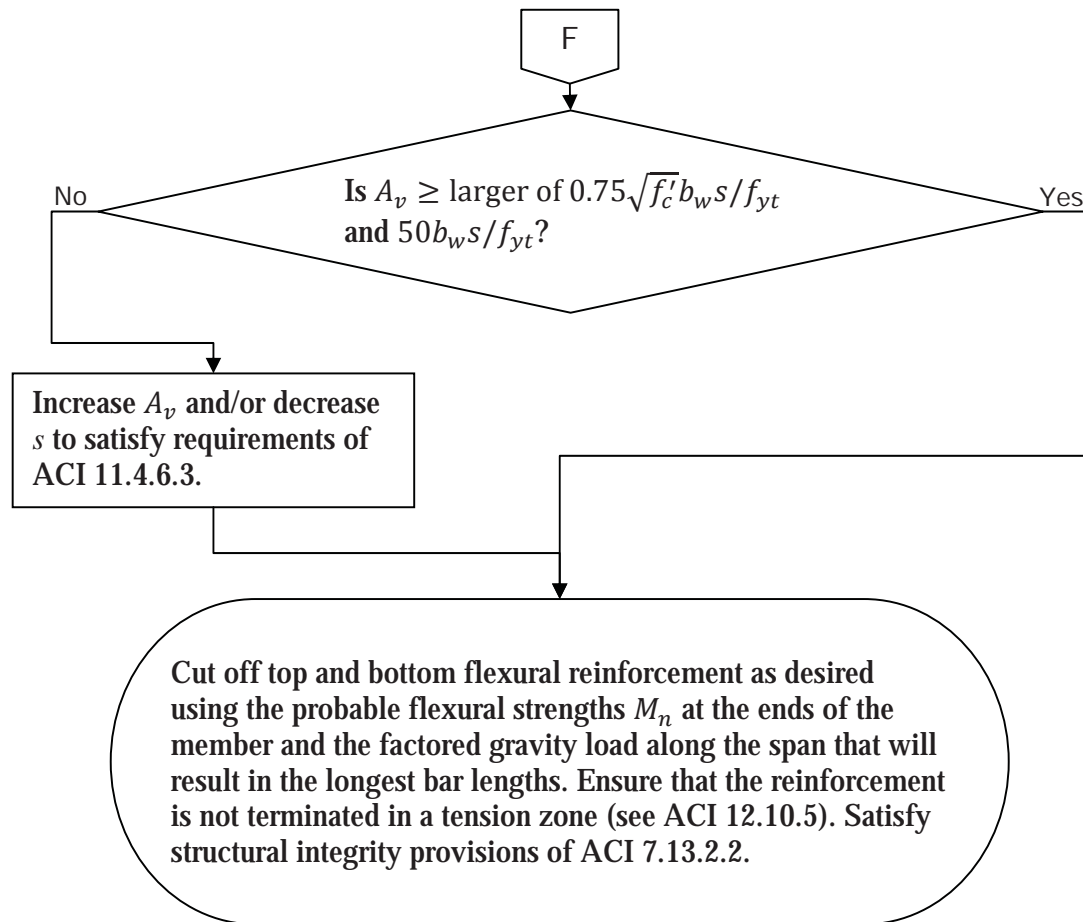 F
Is A_v ≥ larger of 0.75√f_c′ b_w s/f_yt
and 50b_w s/f_yt?
No
Yes
Increase A_v and/or decrease
s to satisfy requirements of
ACI 11.4.6.3.
Cut off top and bottom flexural reinforcement as desired
using the probable flexural strengths M_n at the ends of the
member and the factored gravity load along the span that will
result in the longest bar lengths. Ensure that the reinforcement
is not terminated in a tension zone (see ACI 12.10.5). Satisfy
structural integrity provisions of ACI 7.13.2.2.